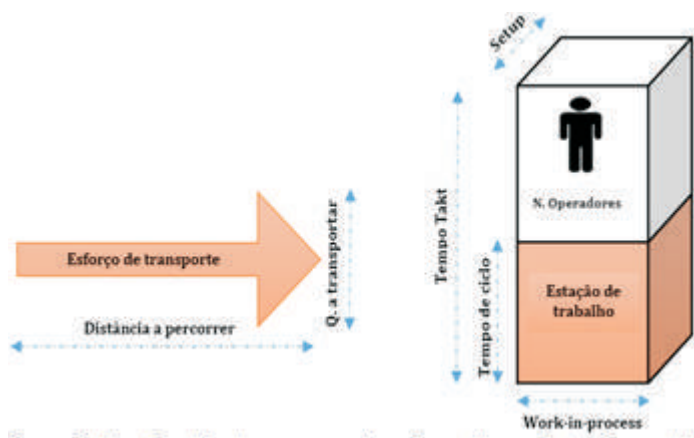 Esforço de transporte
Distância a percorrer
Q. a transportar
Setup
Tempo Takt
N. Operadores
Tempo de ciclo
Estação de
trabalho
Work-in-process